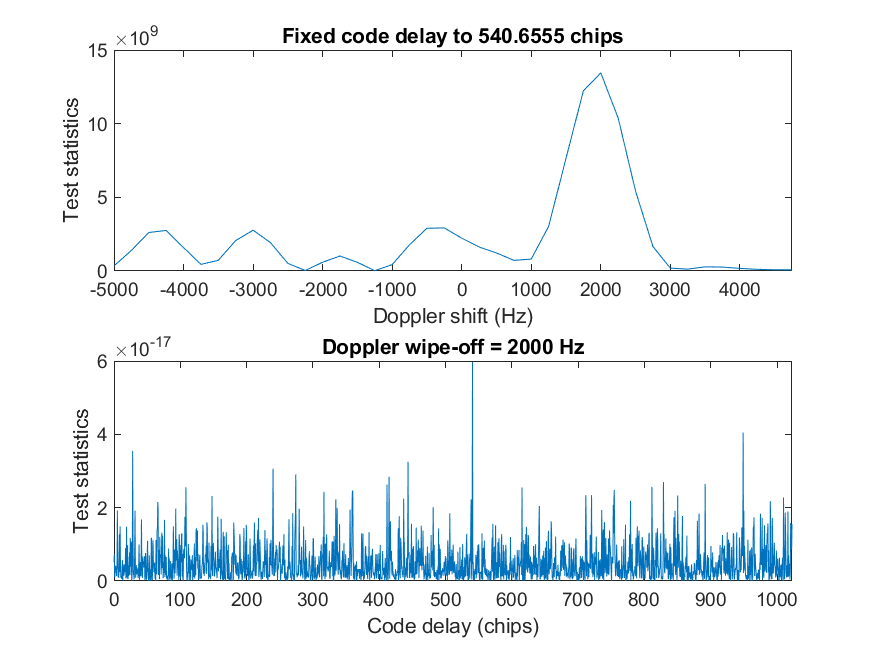 ×10^9
Fixed code delay to 540.6555 chips
15
10
5
0
Test statistics
-5000 -4000 -3000 -2000 -1000 0 1000 2000 3000 4000
Doppler shift (Hz)
×10^-17
Doppler wipe-off = 2000 Hz
6
4
2
0
Test statistics
0 100 200 300 400 500 600 700 800 900 1000
Code delay (chips)